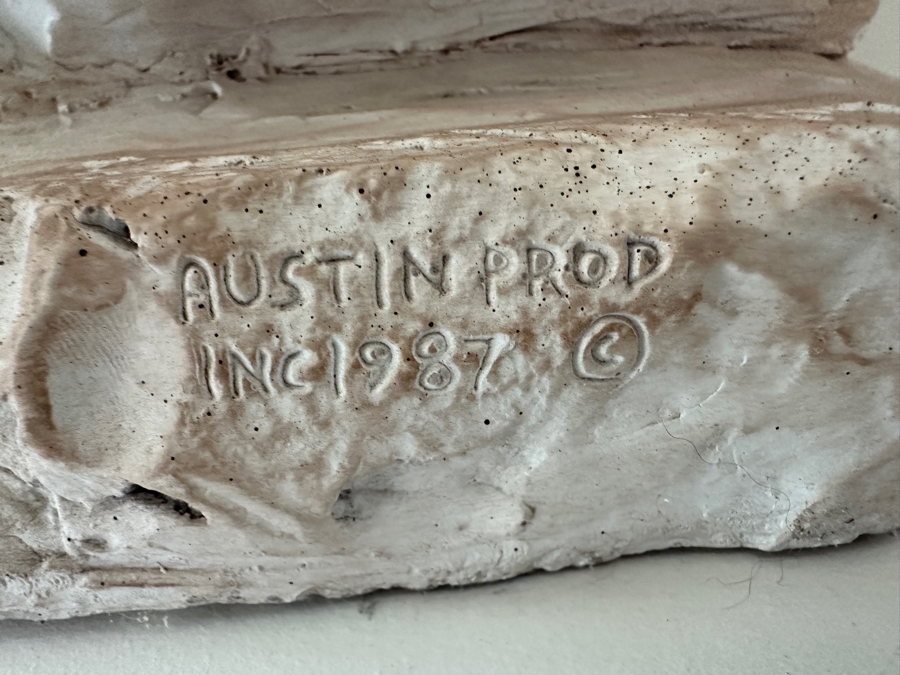 AUSTIN PROD
INC 1987 ©